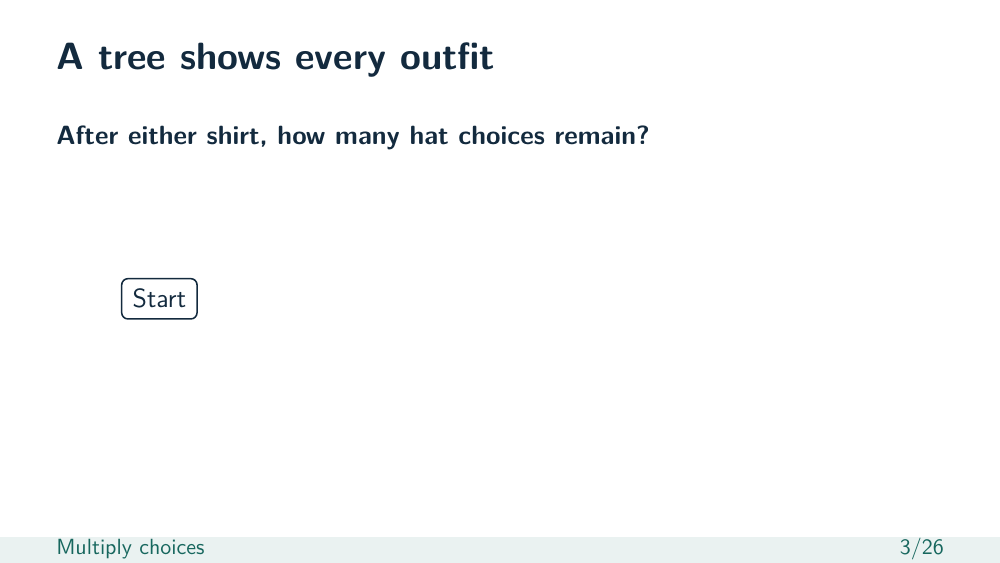 A tree shows every outfit
After either shirt, how many hat choices remain?
Start
Multiply choices
3/26